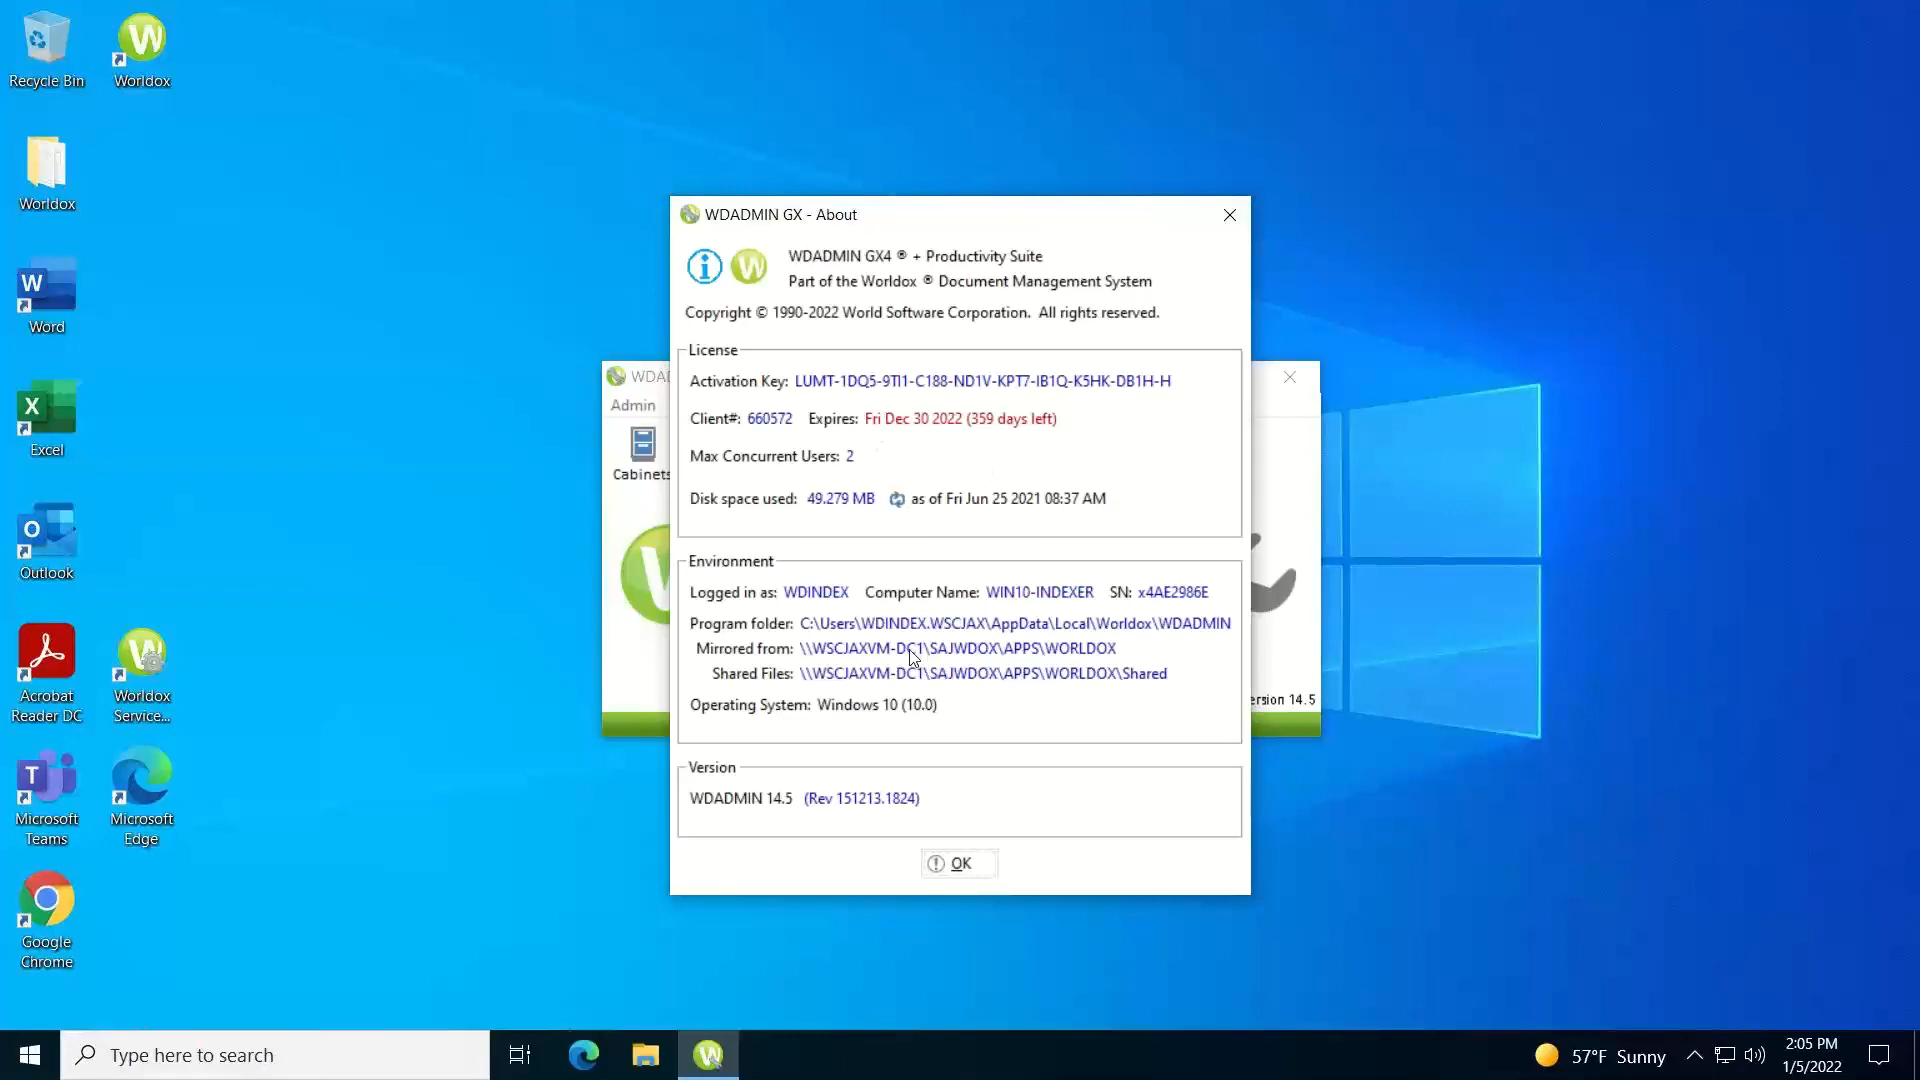 Recycle Bin
Worldox
Worldox
Word
Excel
Outlook
Acrobat
Reader DC
Worldox
Service...
Microsoft
Teams
Microsoft
Edge
Google
Chrome
WDADMIN GX - About
WDADMIN GX4 ® + Productivity Suite
Part of the Worldox ® Document Management System
Copyright © 1990-2022 World Software Corporation. All rights reserved.
License
Activation Key: LUMT-1DQ5-9TI1-C188-ND1V-KPT7-IB1Q-K5HK-DB1H-H
Client#: 660572 Expires: Fri Dec 30 2022 (359 days left)
Max Concurrent Users: 2
Disk space used: 49.279 MB as of Fri Jun 25 2021 08:37 AM
Environment
Logged in as: WDINDEX Computer Name: WIN10-INDEXER SN: x4AE2986E
Program folder: C:\Users\WDINDEX.WSCJAX\AppData\Local\Worldox\WDADMIN
Mirrored from: \\WSCJAXVM-DC1\SAJWDOX\APPS\WORLDOX
Shared Files: \\WSCJAXVM-DC1\SAJWDOX\APPS\WORLDOX\Shared
Operating System: Windows 10 (10.0)
Version
WDADMIN 14.5 (Rev 151213.1824)
OK
WDA
Admin
Cabinets
ersion 14.5
Type here to search
57°F Sunny
2:05 PM
1/5/2022